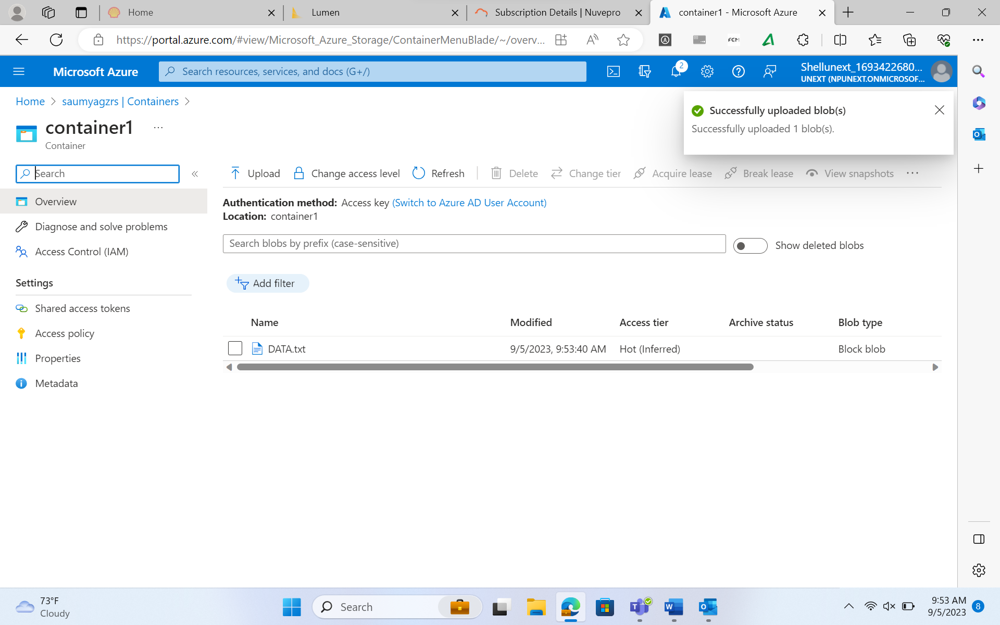 Home
Lumen
Subscription Details | Nuvepro
container1 - Microsoft Azure
https://portal.azure.com/#view/Microsoft_Azure_Storage/ContainerMenuBlade/~/overv...
FCM
Microsoft Azure
Search resources, services, and docs (G+/)
2
Shellunext_1693422680...
UNEXT (NPUNEXT.ONMICROSOF...
Home > saumyagzrs | Containers >
Successfully uploaded blob(s)
Successfully uploaded 1 blob(s).
container1 ...
Container
Search
«
Upload
Change access level
Refresh
Delete
Change tier
Acquire lease
Break lease
View snapshots
...
Overview
Diagnose and solve problems
Access Control (IAM)
Settings
Shared access tokens
Access policy
Properties
Metadata
Authentication method: Access key (Switch to Azure AD User Account)
Location: container1
Search blobs by prefix (case-sensitive)
Show deleted blobs
Add filter
Name Modified Access tier Archive status Blob type
DATA.txt 9/5/2023, 9:53:40 AM Hot (Inferred) Block blob
73°F
Cloudy
Search
9:53 AM
9/5/2023
8